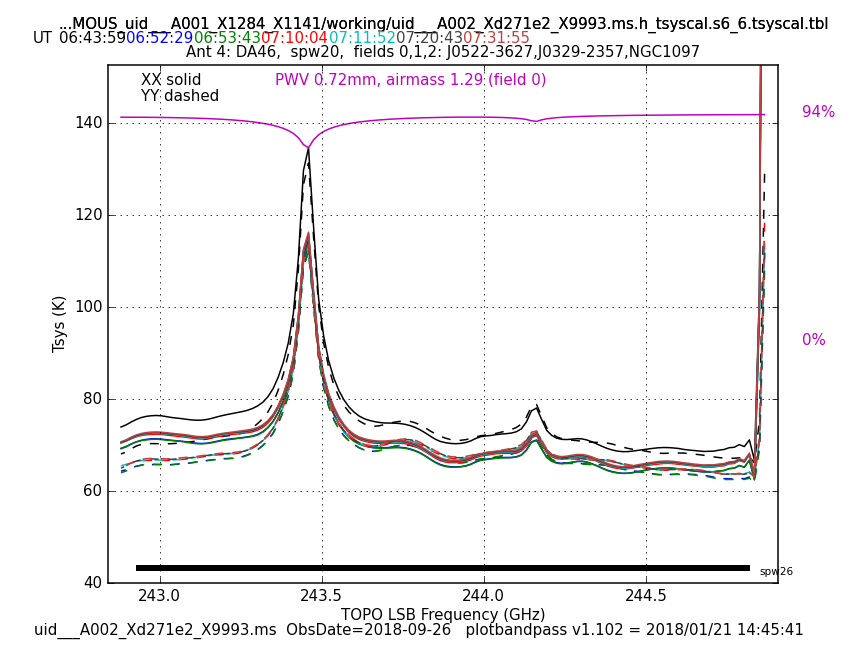 ...MOUS_uid___A001_X1284_X1141/working/uid___A002_Xd271e2_X9993.ms.h_tsyscal.s6_6.tsyscal.tbl
UT 06:43:59 06:52:29 06:53:43 07:10:04 07:11:52 07:20:43 07:31:55
Ant 4: DA46, spw20, fields 0,1,2: J0522-3627,J0329-2357,NGC1097
XX solid
PWV 0.72mm, airmass 1.29 (field 0)
YY dashed
94%
140
120
100
0%
80
60
40
Tsys (K)
spw26
243.0 243.5 244.0 244.5
TOPO LSB Frequency (GHz)
uid___A002_Xd271e2_X9993.ms ObsDate=2018-09-26 plotbandpass v1.102 = 2018/01/21 14:45:41